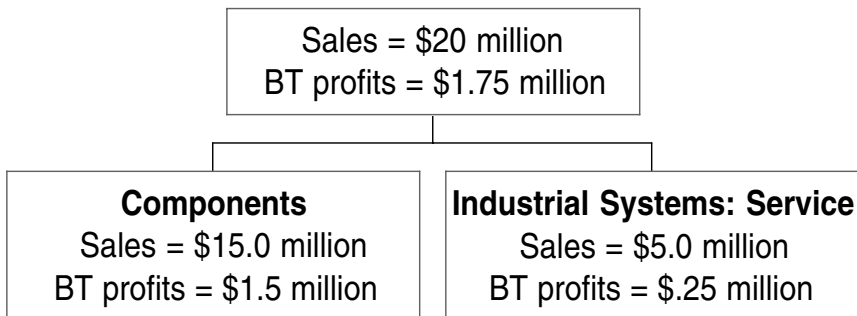 Sales = $20 million
BT profits = $1.75 million
Components
Sales = $15.0 million
BT profits = $1.5 million
Industrial Systems: Service
Sales = $5.0 million
BT profits = $.25 million